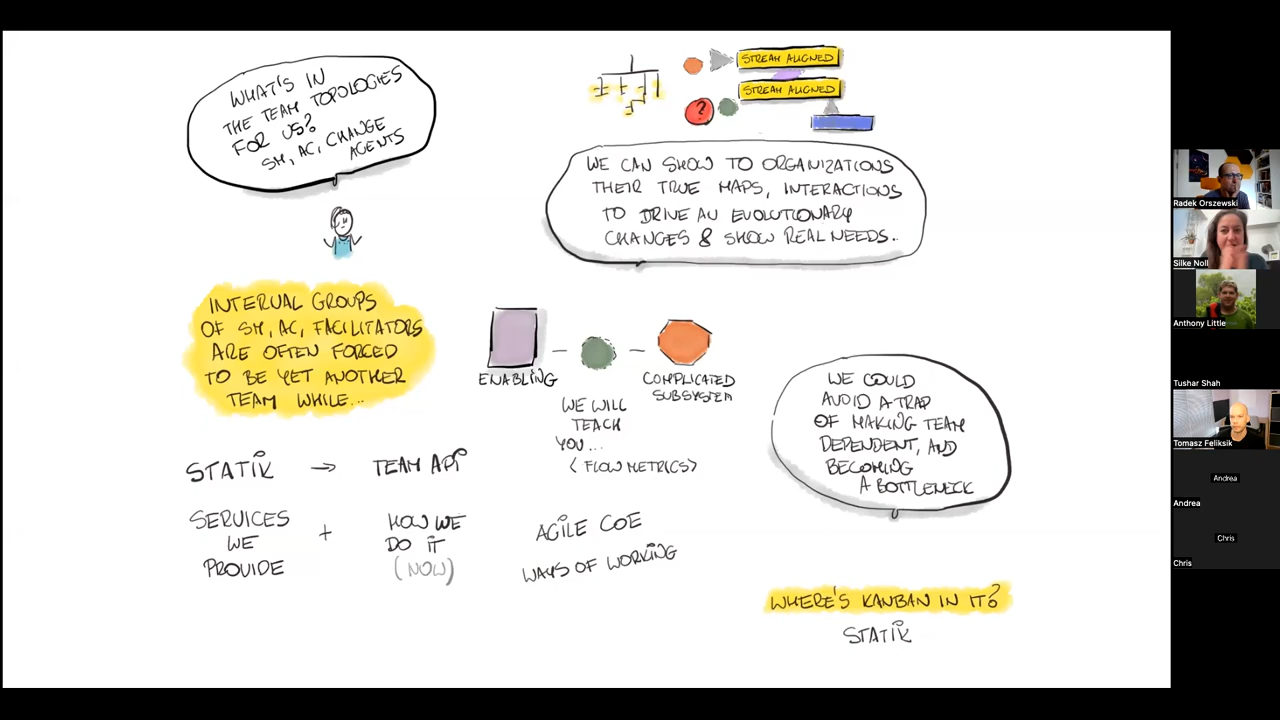 WHAT'S IN
THE TEAM TOPOLOGIES
FOR US?
SM, AC, CHANGE
AGENTS
STREAM ALIGNED
STREAM ALIGNED
?
WE CAN SHOW TO ORGANIZATIONS
THEIR TRUE MAPS, INTERACTIONS
TO DRIVE AN EVOLUTIONARY
CHANGES & SHOW REAL NEEDS..
INTERNAL GROUPS
OF SM, AC, FACILITATORS
ARE OFTEN FORCED
TO BE YET ANOTHER
TEAM WHILE...
ENABLING
COMPLICATED
SUBSYSTEM
WE WILL
TEACH
YOU...
<FLOW METRICS>
WE COULD
AVOID A TRAP
OF MAKING TEAM
DEPENDENT, AND
BECOMING
A BOTTLENECK
STATIK → TEAM API
SERVICES
WE
PROVIDE
+
HOW WE
DO IT
(NOW)
AGILE COE
WAYS OF WORKING
WHERE'S KANBAN IN IT?
STATIK
Radek Orszewski
Silke Noll
Anthony Little
Tushar Shah
Tomasz Feliksik
Andrea
Andrea
Chris
Chris